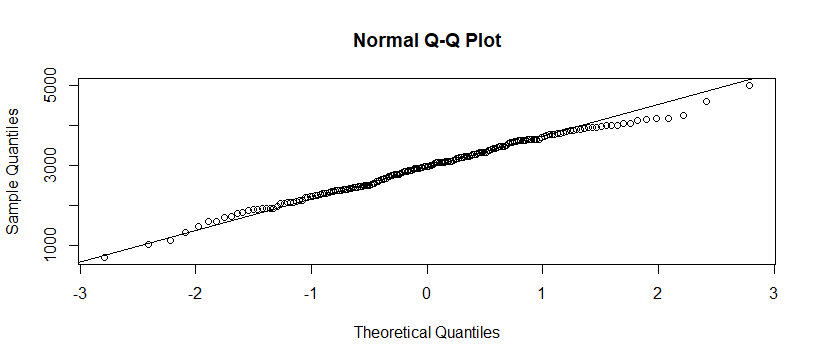 Normal Q-Q Plot
Sample Quantiles
5000
3000
1000
-3 -2 -1 0 1 2 3
Theoretical Quantiles